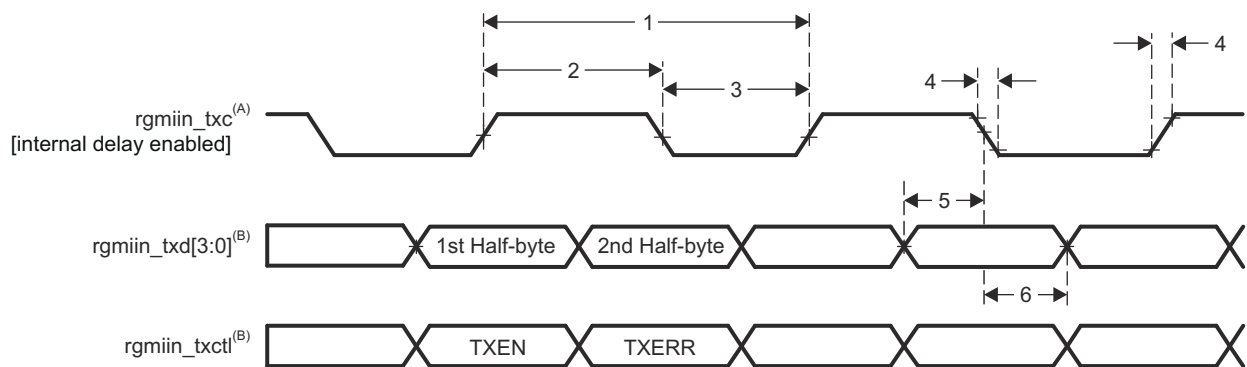 1
4
2
4
3
rgmiin_txc(A)
[internal delay enabled]
5
rgmiin_txd[3:0](B)
1st Half-byte
2nd Half-byte
6
rgmiin_txctl(B)
TXEN
TXERR